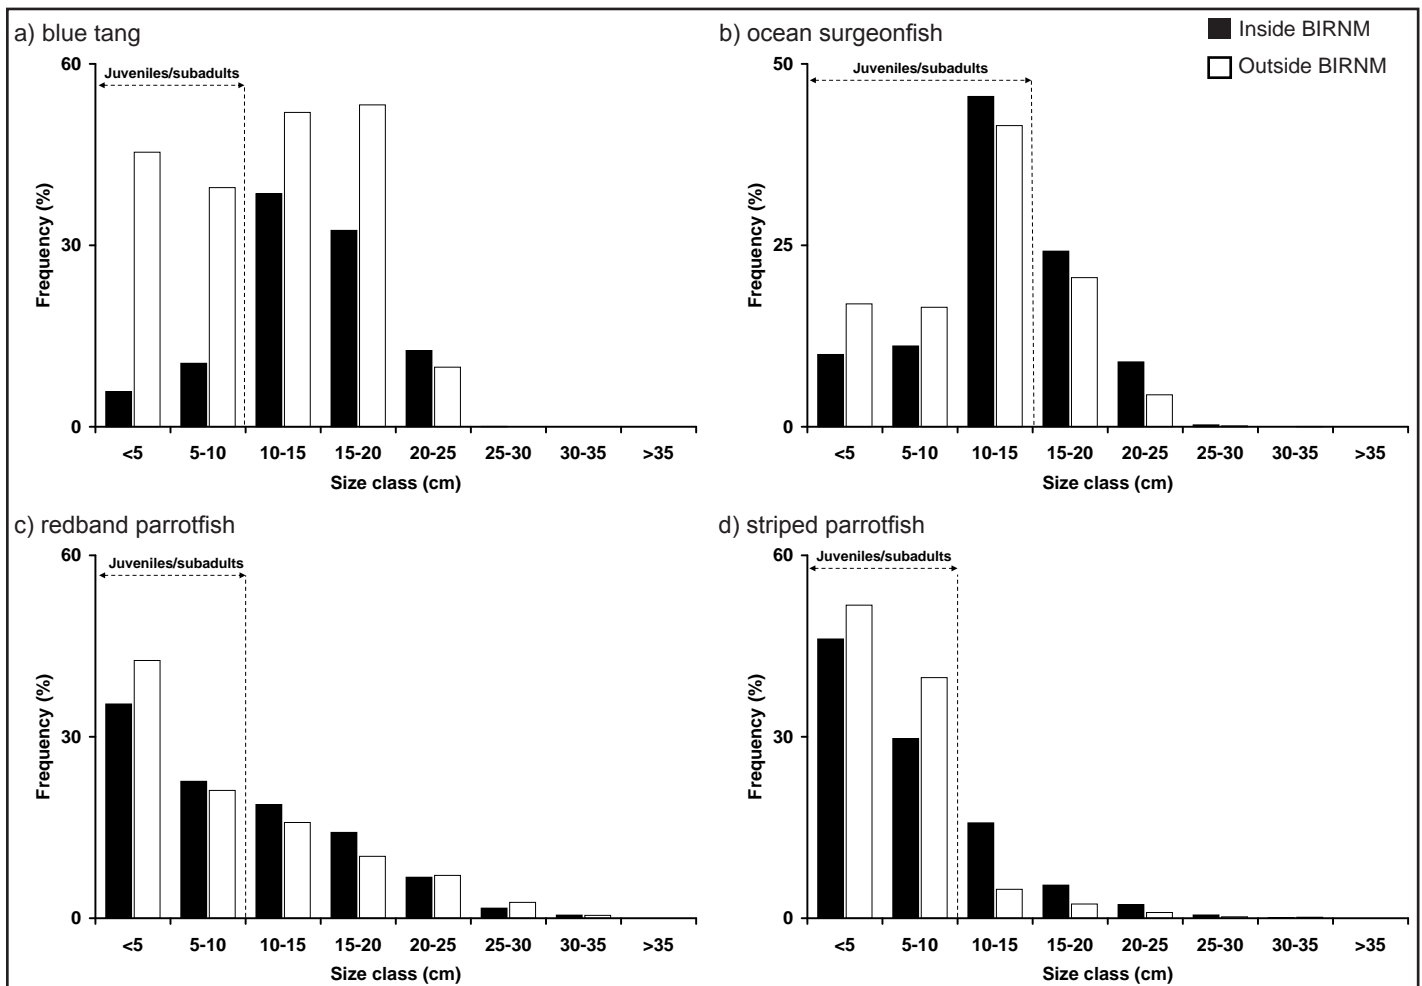 a) blue tang
b) ocean surgeonfish
Inside BIRNM
Outside BIRNM
60
Juveniles/subadults
30
0
Frequency (%)
<5 5-10 10-15 15-20 20-25 25-30 30-35 >35
Size class (cm)
50
Juveniles/subadults
25
0
Frequency (%)
<5 5-10 10-15 15-20 20-25 25-30 30-35 >35
Size class (cm)
c) redband parrotfish
d) striped parrotfish
60
Juveniles/subadults
30
0
Frequency (%)
<5 5-10 10-15 15-20 20-25 25-30 30-35 >35
Size class (cm)
60
Juveniles/subadults
30
0
Frequency (%)
<5 5-10 10-15 15-20 20-25 25-30 30-35 >35
Size class (cm)